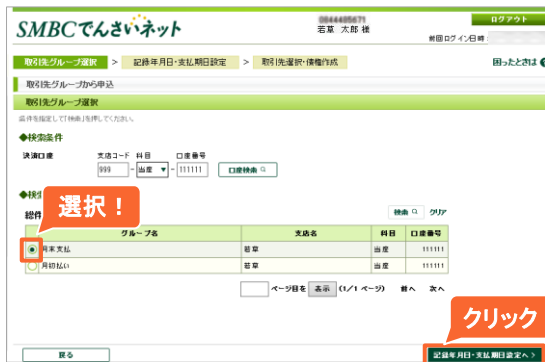 SMBCでんさいネット
若草 太郎 様
ログアウト
前回ログイン日時:
取引先グループ選択 > 記録年月日・支払期日設定 > 取引先選択・債権作成
困ったときは
取引先グループから申込
取引先グループ選択
条件を指定して「検索」を押してください。
◆検索条件
決済口座
支店コード 科目 口座番号
999 - 当座 ▼ - 111111 口座検索
選択！
総件
検索 クリア
グループ名 支店名 科目 口座番号
月末支払 若草 当座 111111
月初払い 若草 当座 111111
ページ目を 表示 (1/1 ページ) 前へ 次へ
クリック
戻る
記録年月日・支払期日設定へ >